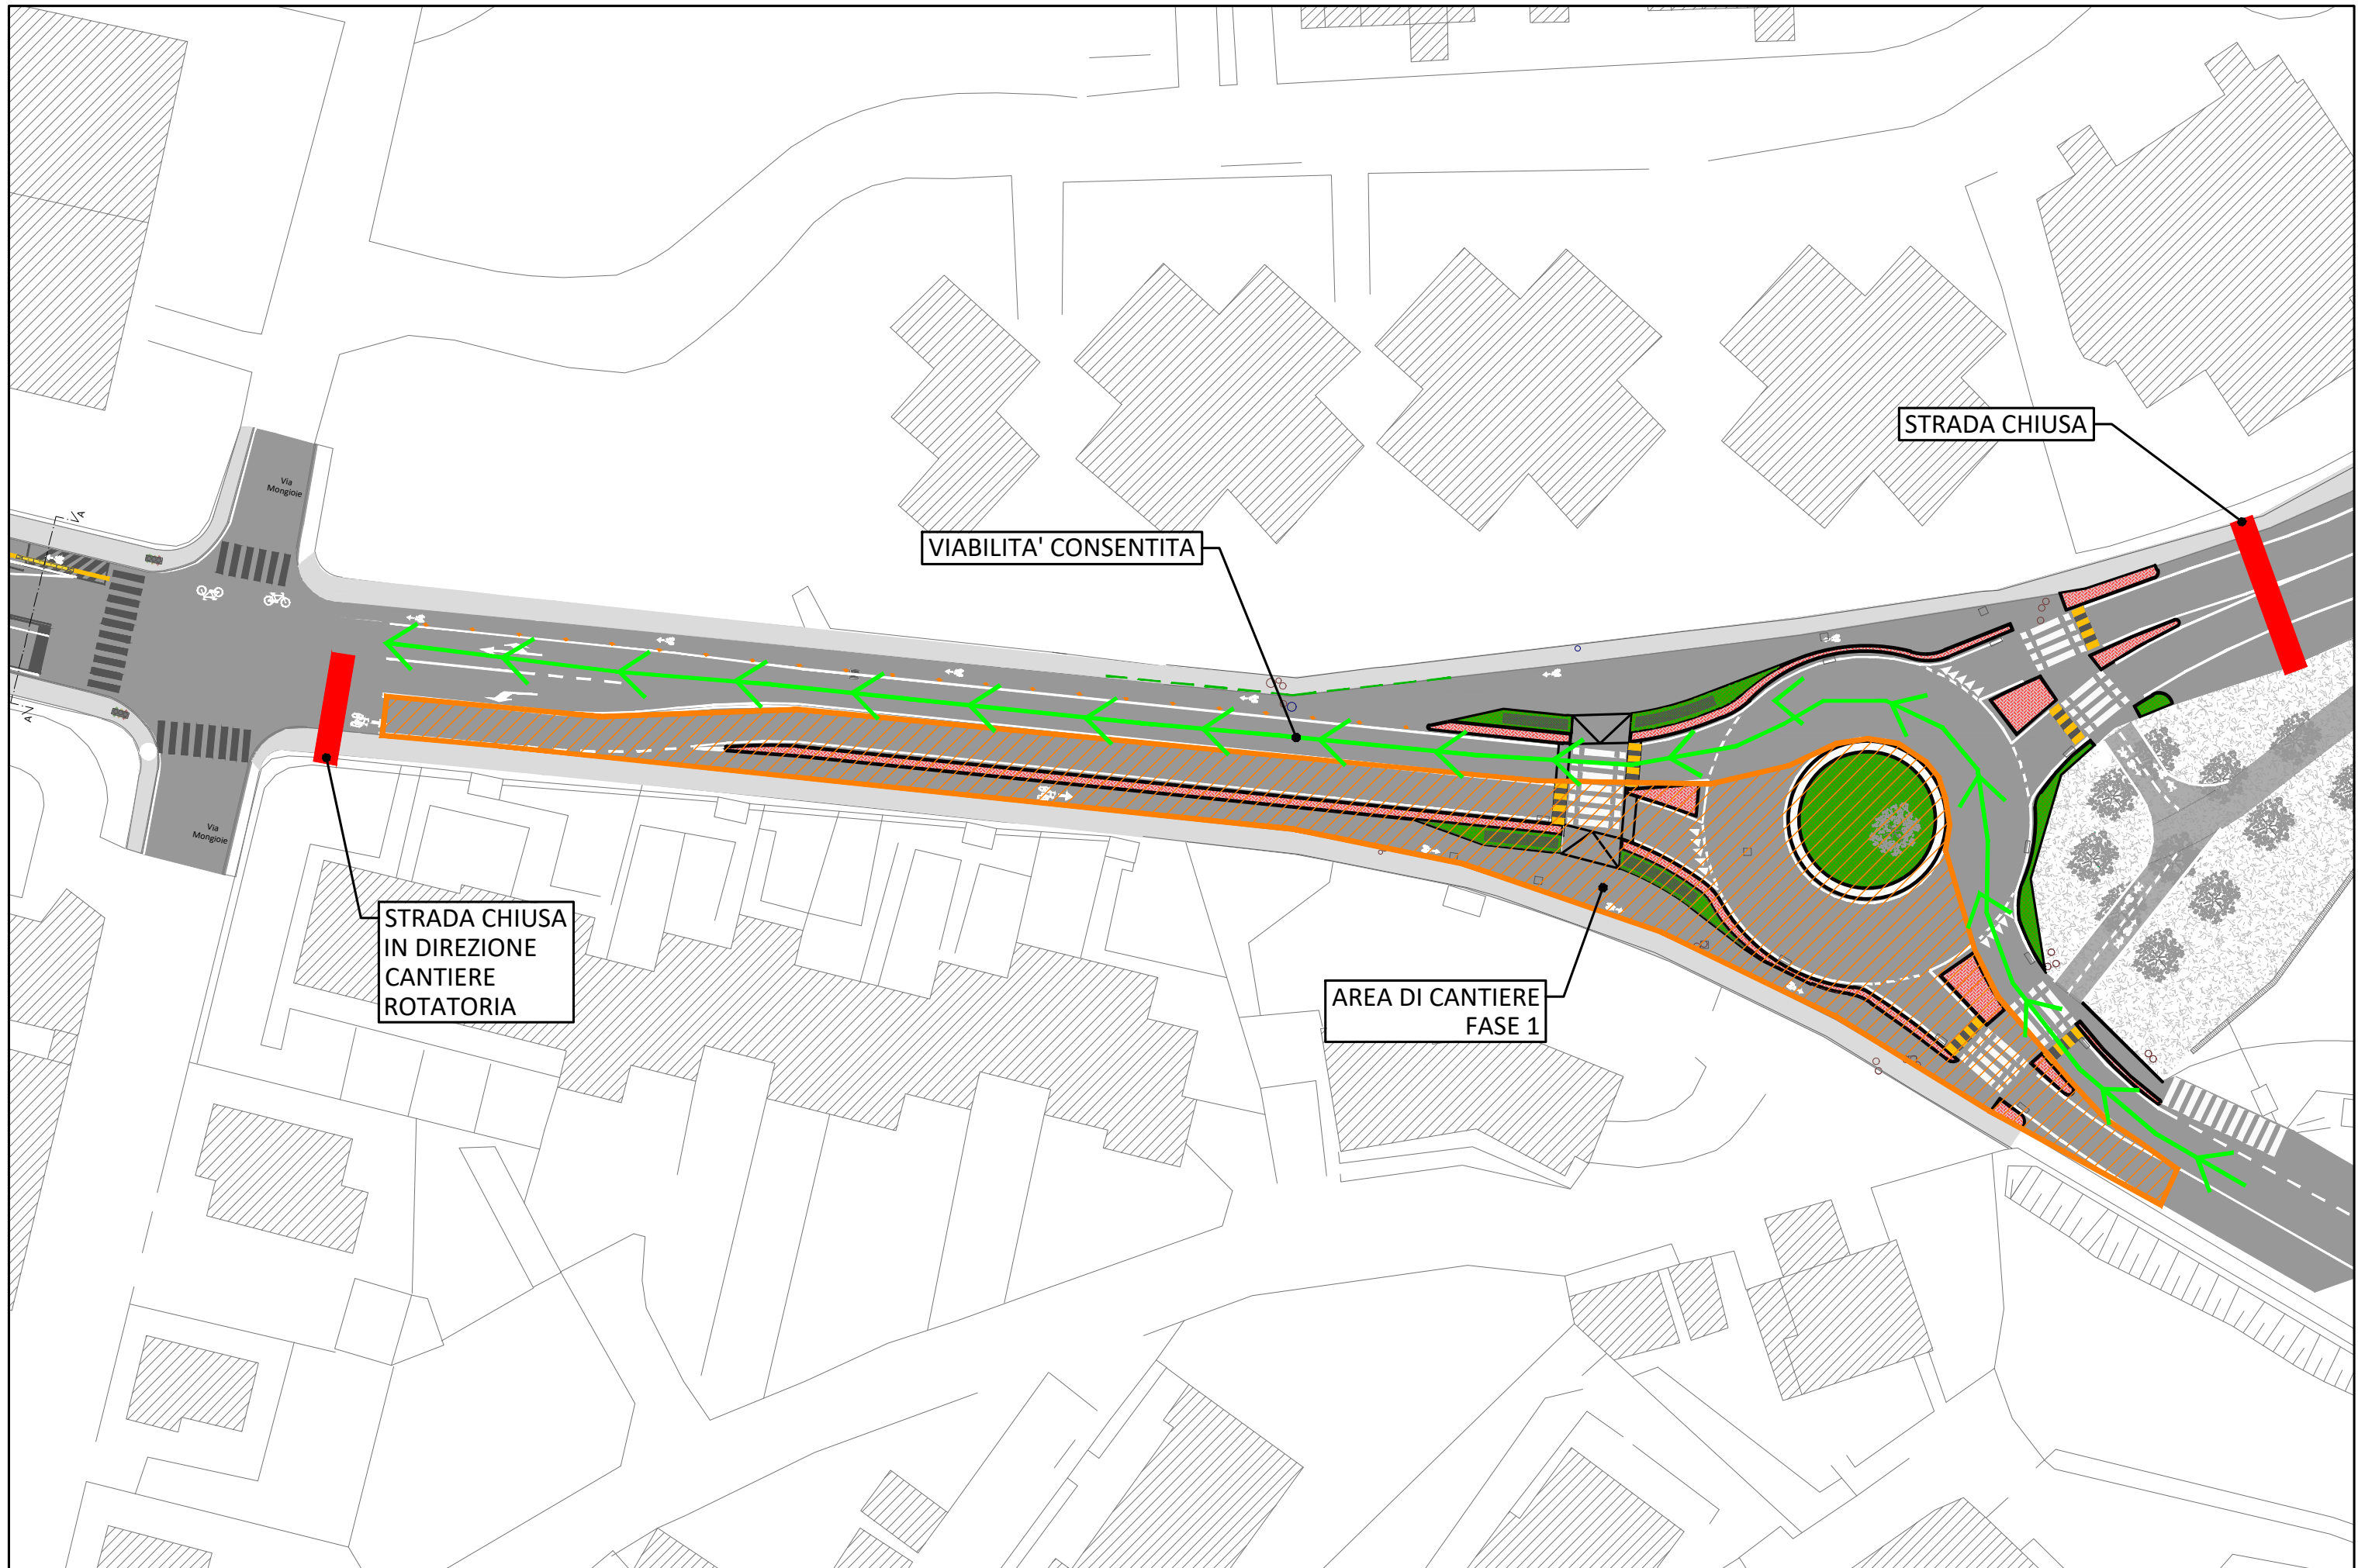 STRADA CHIUSA
Via
Mongioie
A
VIABILITA' CONSENTITA
A
Via
Mongioie
STRADA CHIUSA
IN DIREZIONE
CANTIERE
ROTATORIA
AREA DI CANTIERE
FASE 1